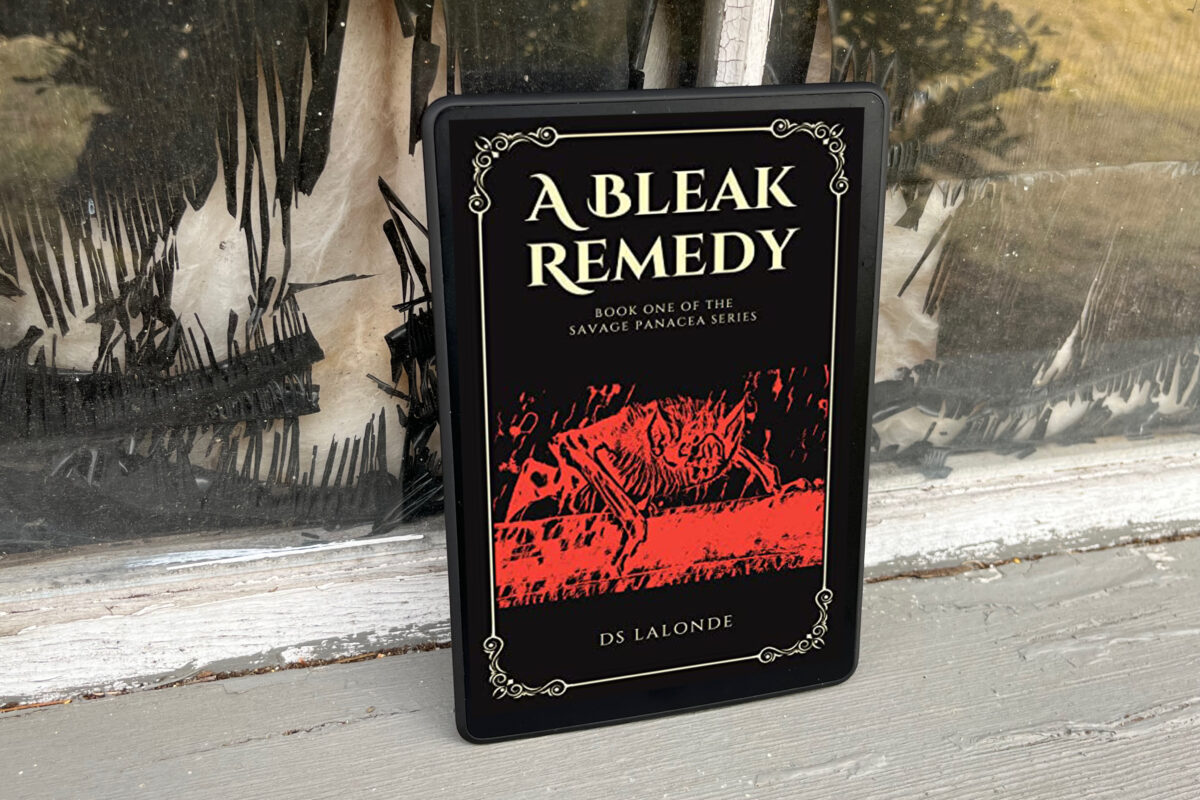 A BLEAK
REMEDY
BOOK ONE OF THE
SAVAGE PANACEA SERIES
DS LALONDE